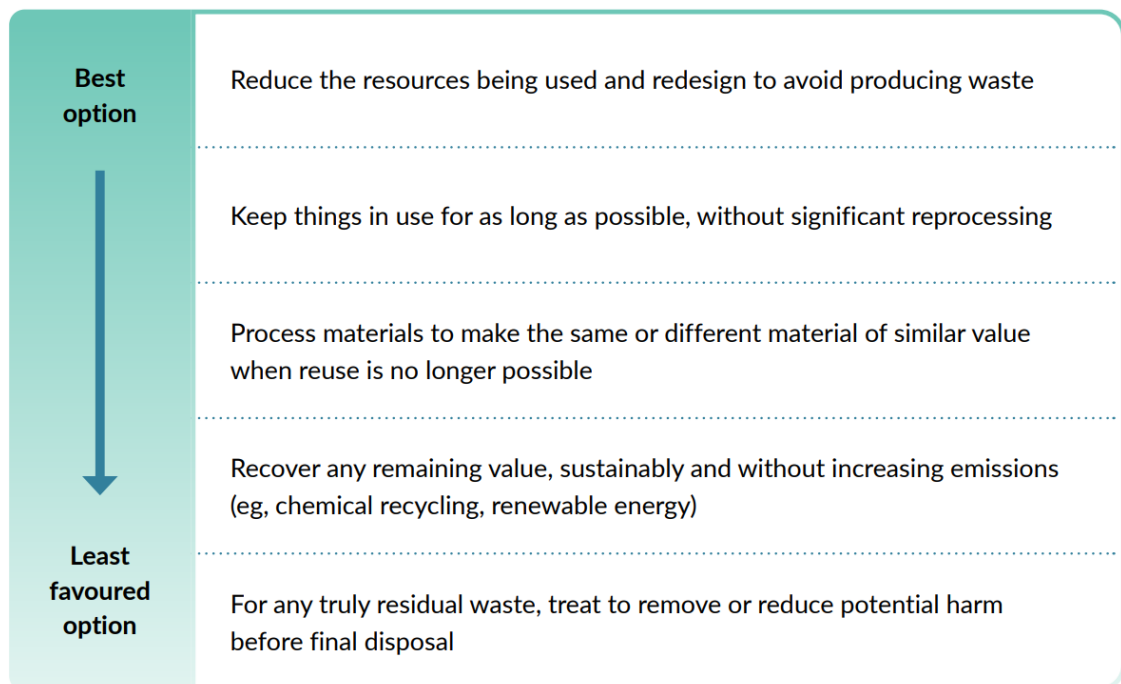 Best
option
Reduce the resources being used and redesign to avoid producing waste
Keep things in use for as long as possible, without significant reprocessing
Process materials to make the same or different material of similar value
when reuse is no longer possible
Recover any remaining value, sustainably and without increasing emissions
(eg, chemical recycling, renewable energy)
Least
favoured
option
For any truly residual waste, treat to remove or reduce potential harm
before final disposal